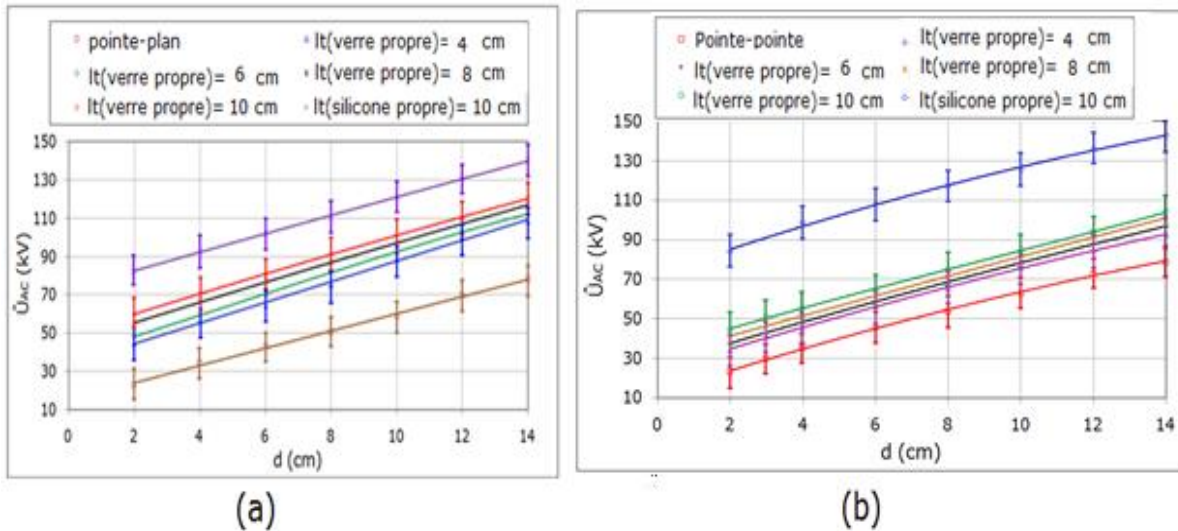 pointe-plan
lt(verre propre)= 4 cm
lt(verre propre)= 6 cm
lt(verre propre)= 8 cm
lt(verre propre)= 10 cm
lt(silicone propre)= 10 cm
150
130
110
90
70
50
30
10
ÛAC (kV)
0 2 4 6 8 10 12 14
d (cm)
(a)
Pointe-pointe
lt(verre propre)= 4 cm
lt(verre propre)= 6 cm
lt(verre propre)= 8 cm
lt(verre propre)= 10 cm
lt(silicone propre)= 10 cm
150
130
110
90
70
50
30
10
ÛAC (kV)
0 2 4 6 8 10 12 14
d (cm)
(b)